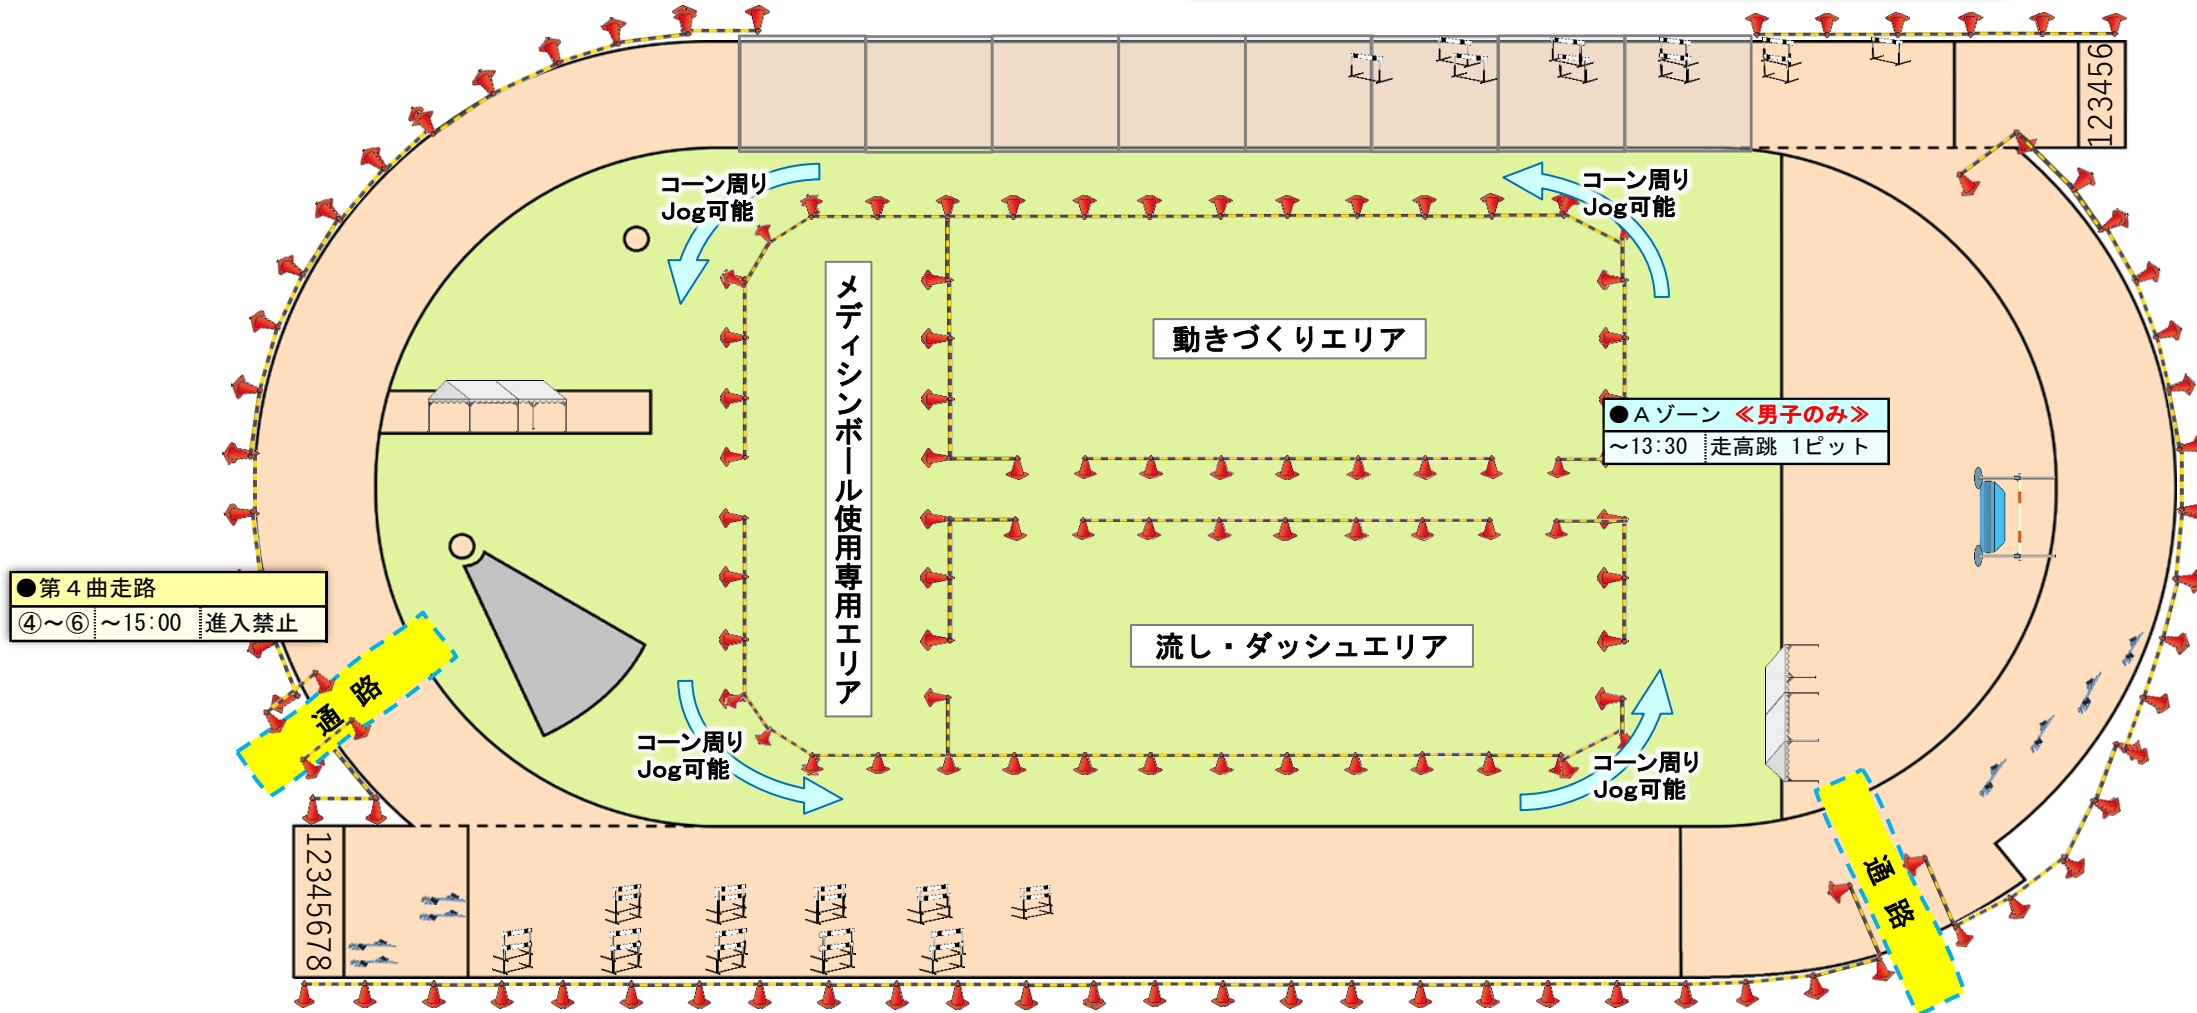 123456
コーン周り
Jog可能
コーン周り
Jog可能
メディシンボール使用専用エリア
動きづくりエリア
●Aゾーン ≪男子のみ≫
～13:30 走高跳 1ピット
●第4曲走路
④～⑥ ～15:00 進入禁止
流し・ダッシュエリア
通路
コーン周り
Jog可能
コーン周り
Jog可能
通路
12345678